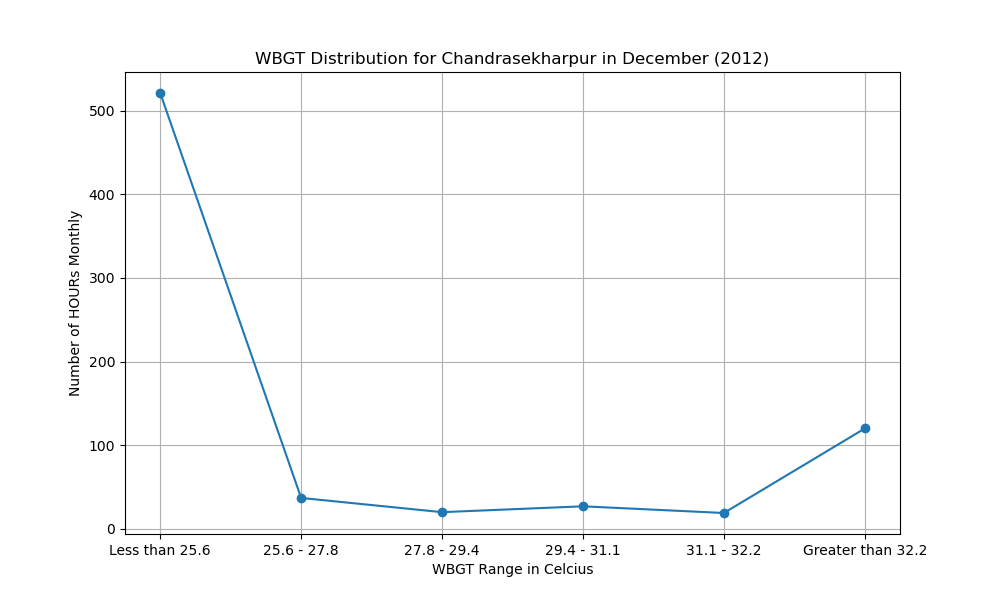 WBGT Distribution for Chandrasekharpur in December (2012)
Number of HOURs Monthly
500
400
300
200
100
0
Less than 25.6
25.6 - 27.8
27.8 - 29.4
29.4 - 31.1
31.1 - 32.2
Greater than 32.2
WBGT Range in Celcius